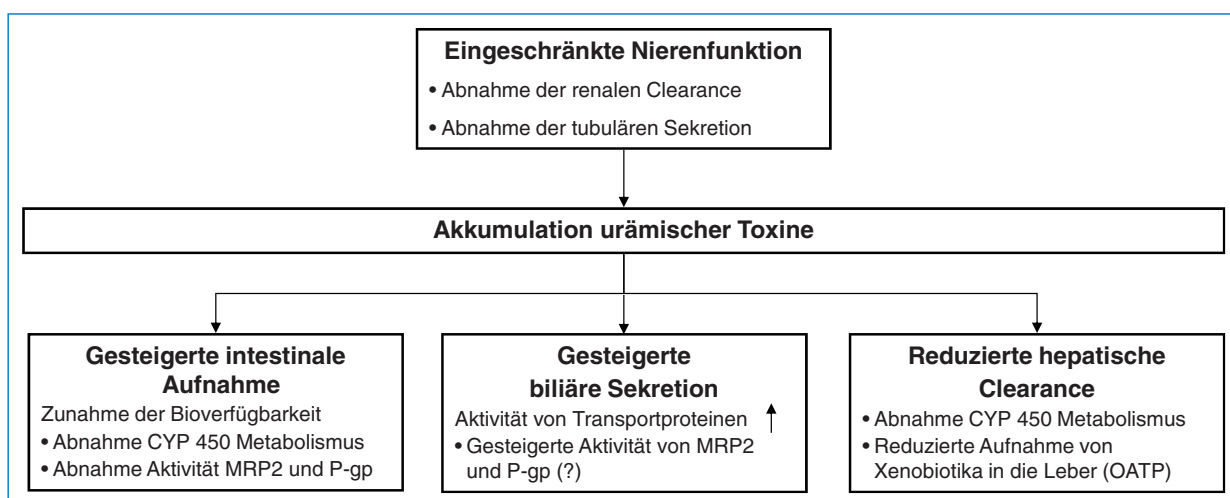 Eingeschränkte Nierenfunktion
• Abnahme der renalen Clearance
• Abnahme der tubulären Sekretion
Akkumulation urämischer Toxine
Gesteigerte intestinale
Aufnahme
Zunahme der Bioverfügbarkeit
• Abnahme CYP 450 Metabolismus
• Abnahme Aktivität MRP2 und P-gp
Gesteigerte
biliäre Sekretion
Aktivität von Transportproteinen ↑
• Gesteigerte Aktivität von MRP2
und P-gp (?)
Reduzierte hepatische
Clearance
• Abnahme CYP 450 Metabolismus
• Reduzierte Aufnahme von
Xenobiotika in die Leber (OATP)